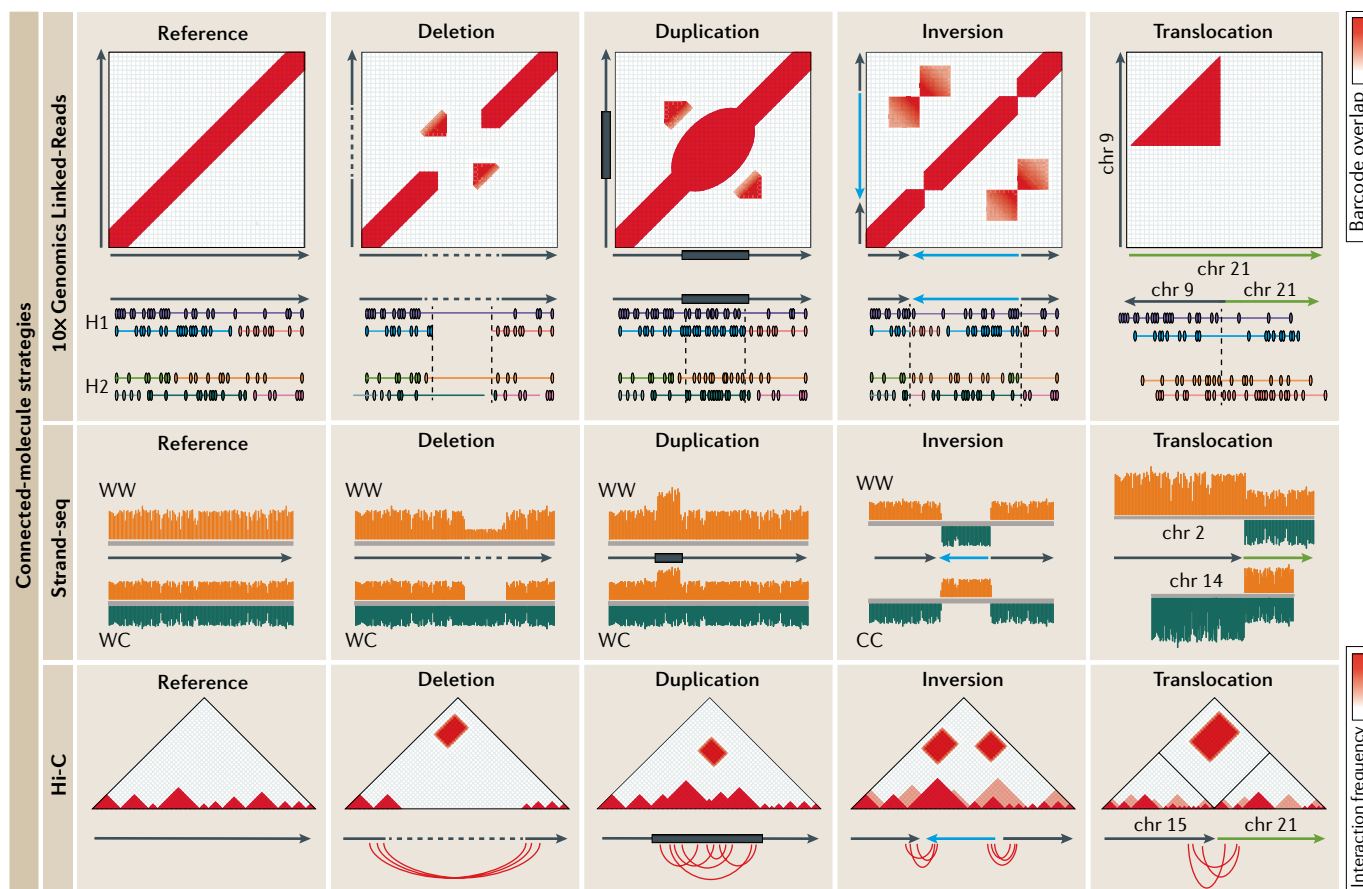 Connected-molecule strategies
10x Genomics Linked-Reads
Reference
Deletion
Duplication
Inversion
Translocation
chr 9
chr 21
chr 9
chr 21
H1
H2
Barcode overlap
Strand-seq
Reference
Deletion
Duplication
Inversion
Translocation
WW
WW
WW
WW
chr 2
chr 14
WC
WC
WC
CC
Hi-C
Reference
Deletion
Duplication
Inversion
Translocation
chr 15
chr 21
Interaction frequency